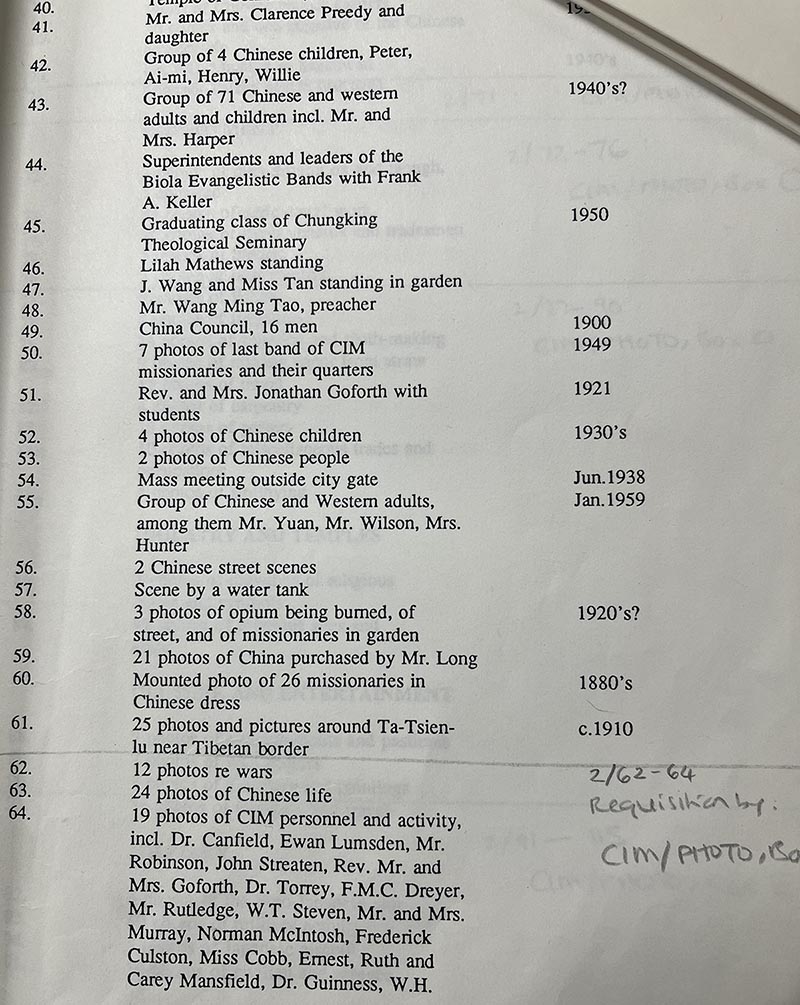 40. Temple of
41. Mr. and Mrs. Clarence Preedy and
daughter
42. Group of 4 Chinese children, Peter,
Ai-mi, Henry, Willie
43. Group of 71 Chinese and western 1940's?
adults and children incl. Mr. and
Mrs. Harper
44. Superintendents and leaders of the
Biola Evangelistic Bands with Frank
A. Keller
45. Graduating class of Chungking 1950
Theological Seminary
46. Lilah Mathews standing
47. J. Wang and Miss Tan standing in garden
48. Mr. Wang Ming Tao, preacher
49. China Council, 16 men 1900
50. 7 photos of last band of CIM 1949
missionaries and their quarters
51. Rev. and Mrs. Jonathan Goforth with 1921
students
52. 4 photos of Chinese children 1930's
53. 2 photos of Chinese people
54. Mass meeting outside city gate Jun.1938
55. Group of Chinese and Western adults, Jan.1959
among them Mr. Yuan, Mr. Wilson, Mrs.
Hunter
56. 2 Chinese street scenes
57. Scene by a water tank
58. 3 photos of opium being burned, of 1920's?
street, and of missionaries in garden
59. 21 photos of China purchased by Mr. Long
60. Mounted photo of 26 missionaries in 1880's
Chinese dress
61. 25 photos and pictures around Ta-Tsien- c.1910
lu near Tibetan border
62. 12 photos re wars 2/62-64
63. 24 photos of Chinese life Requisition by:
64. 19 photos of CIM personnel and activity,
incl. Dr. Canfield, Ewan Lumsden, Mr. CIM/PHOTO, Bo
Robinson, John Streaten, Rev. Mr. and
Mrs. Goforth, Dr. Torrey, F.M.C. Dreyer,
Mr. Rutledge, W.T. Steven, Mr. and Mrs.
Murray, Norman McIntosh, Frederick
Culston, Miss Cobb, Ernest, Ruth and
Carey Mansfield, Dr. Guinness, W.H.